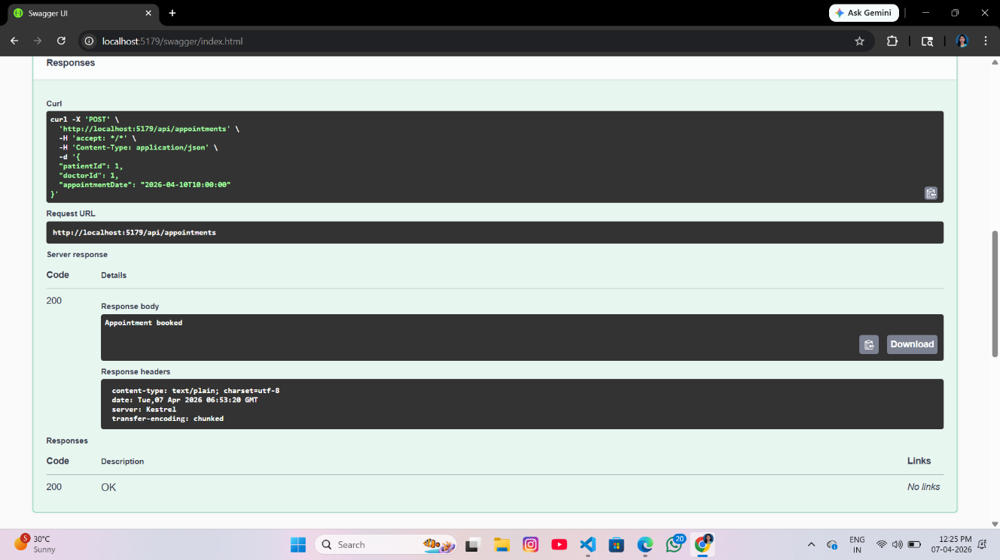 Swagger UI
Ask Gemini
localhost:5179/swagger/index.html
Responses
Curl
curl -X 'POST' \
'http://localhost:5179/api/appointments' \
-H 'accept: */*' \
-H 'Content-Type: application/json' \
-d '{
"patientId": 1,
"doctorId": 1,
"appointmentDate": "2026-04-10T10:00:00"
}'
Request URL
http://localhost:5179/api/appointments
Server response
Code Details
200
Response body
Appointment booked
Download
Response headers
content-type: text/plain; charset=utf-8
date: Tue,07 Apr 2026 06:53:20 GMT
server: Kestrel
transfer-encoding: chunked
Responses
Code Description Links
200 OK No links
5
30°C
Sunny
Search
20
ENG
IN
12:25 PM
07-04-2026